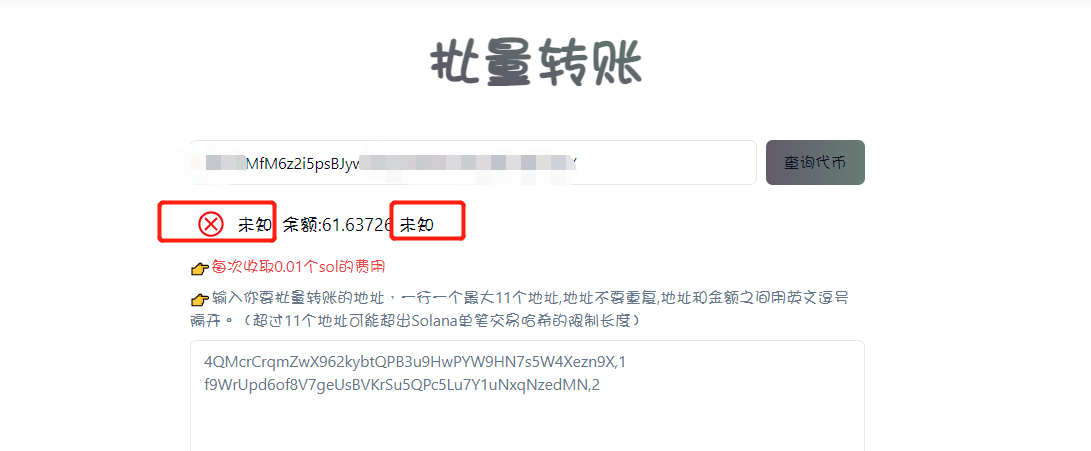 批量转账
MfM6z2i5psBJyw
查询代币
未知 余额:61.63726 未知
👉每次收取0.01个sol的费用
👉输入你要批量转账的地址，一行一个最大11个地址,地址不要重复,地址和金额之间用英文逗号
隔开。（超过11个地址可能超出Solana单笔交易哈希的限制长度）
4QMcrCrqmZwX962kybtQPB3u9HwPYW9HN7s5W4Xezn9X,1
f9WrUpd6of8V7geUsBVKrSu5QPc5Lu7Y1uNxqNzedMN,2